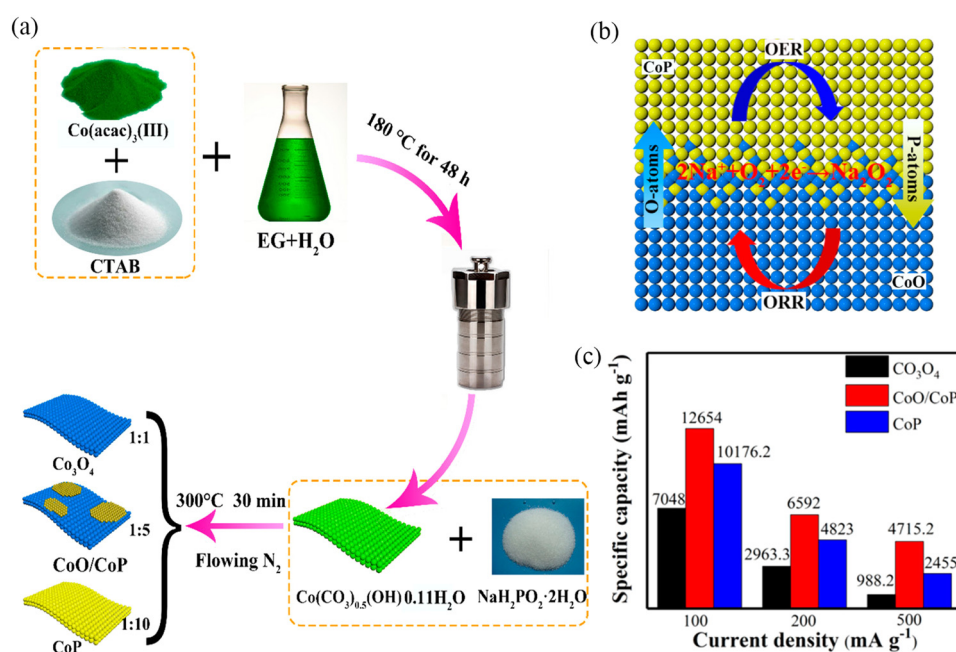 (a)
Co(acac)₃(III)
+
CTAB
+
EG+H₂O
180 °C for 48 h
1:1
Co₃O₄
1:5
CoO/CoP
1:10
CoP
300°C 30 min
Flowing N₂
+
Co(CO₃)₀.₅(OH) 0.11H₂O
NaH₂PO₂·2H₂O
(b)
CoP
OER
O-atoms
2Na⁺+O₂+2e⁻→Na₂O₂
P-atoms
CoO
ORR
(c)
Specific capacity (mAh g⁻¹)
CO₃O₄
CoO/CoP
CoP
7048
12654
10176.2
2963.3
6592
4823
988.2
4715.2
2455
100
200
500
Current density (mA g⁻¹)